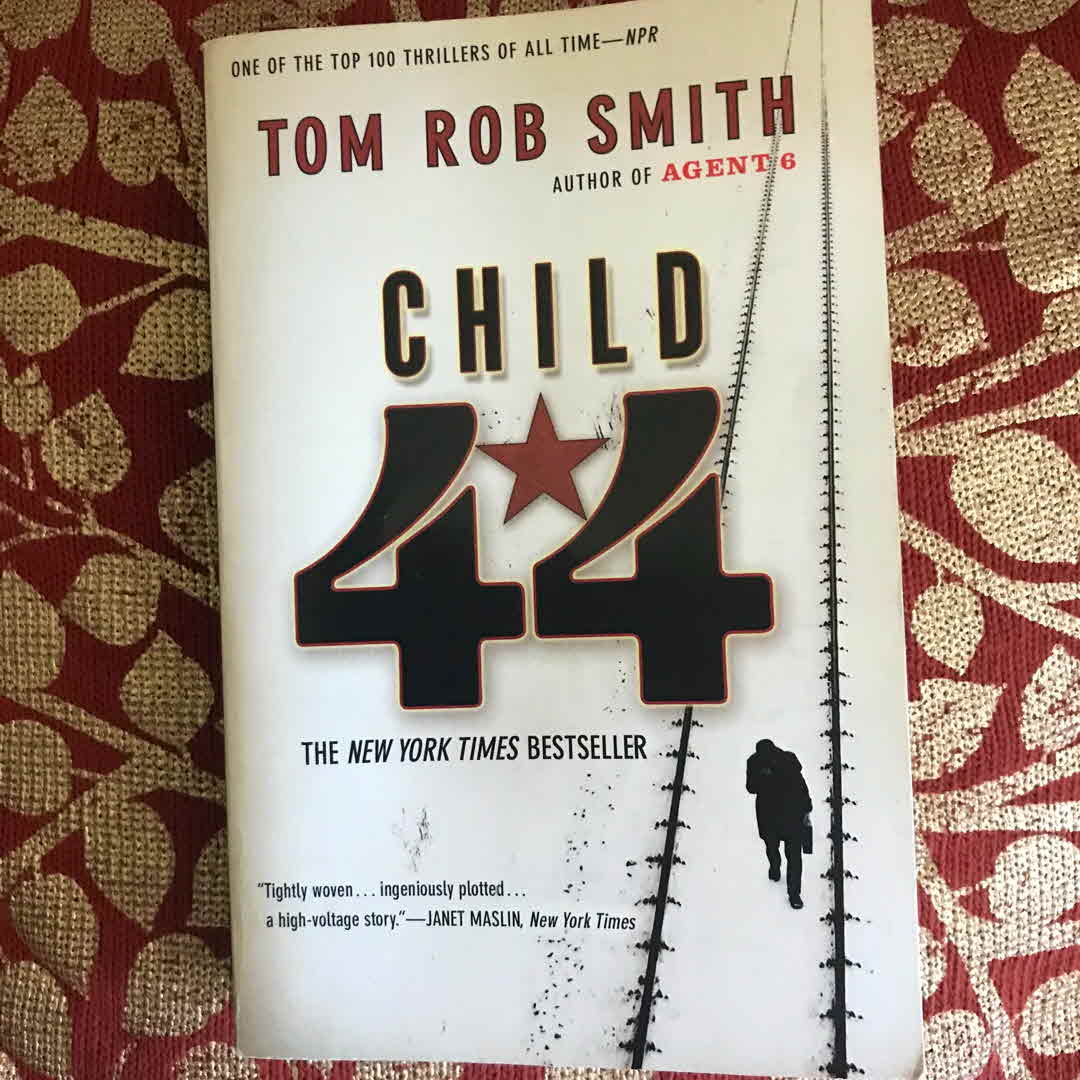 ONE OF THE TOP 100 THRILLERS OF ALL TIME—NPR
TOM ROB SMITH
AUTHOR OF AGENT 6
CHILD
44
THE NEW YORK TIMES BESTSELLER
“Tightly woven . . . ingeniously plotted . . .
a high-voltage story.”—JANET MASLIN, New York Times